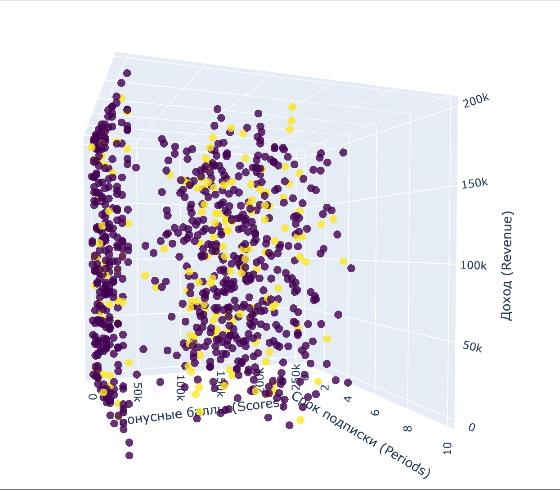 200k
150k
100k
50k
0
Доход (Revenue)
0
50k
100k
150k
200k
250k
онусные баллы (Scores)
2
4
6
8
10
Срок подписки (Periods)